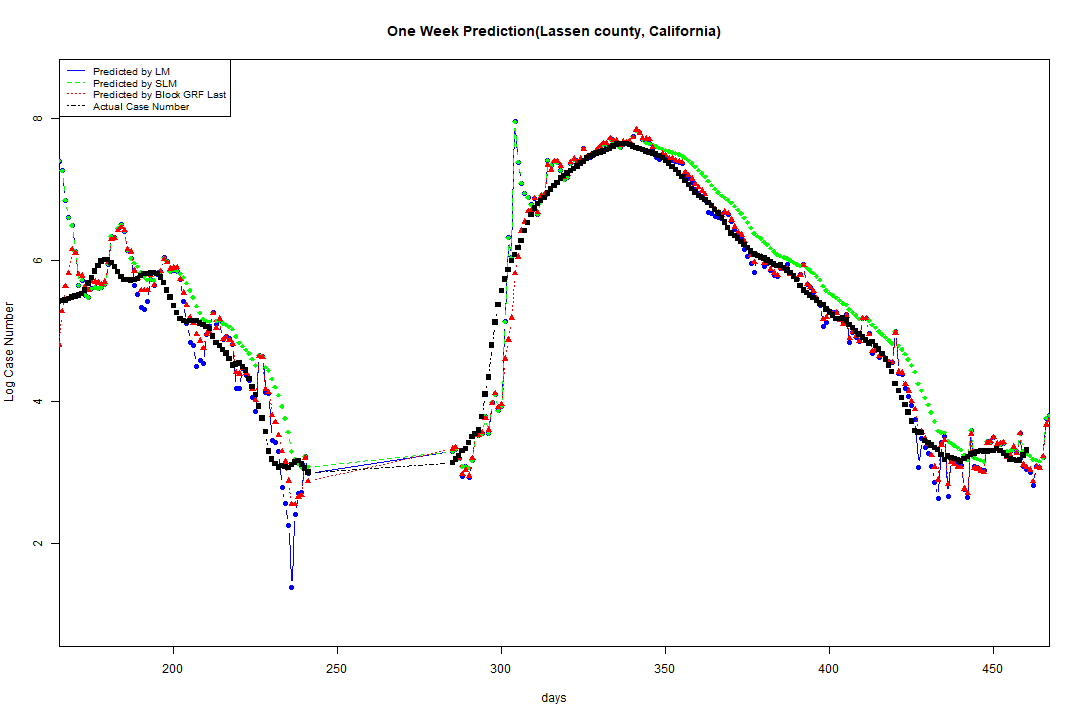 One Week Prediction(Lassen county, California)
Predicted by LM
Predicted by SLM
Predicted by Block GRF Last
Actual Case Number
8
6
4
2
Log Case Number
200 250 300 350 400 450
days